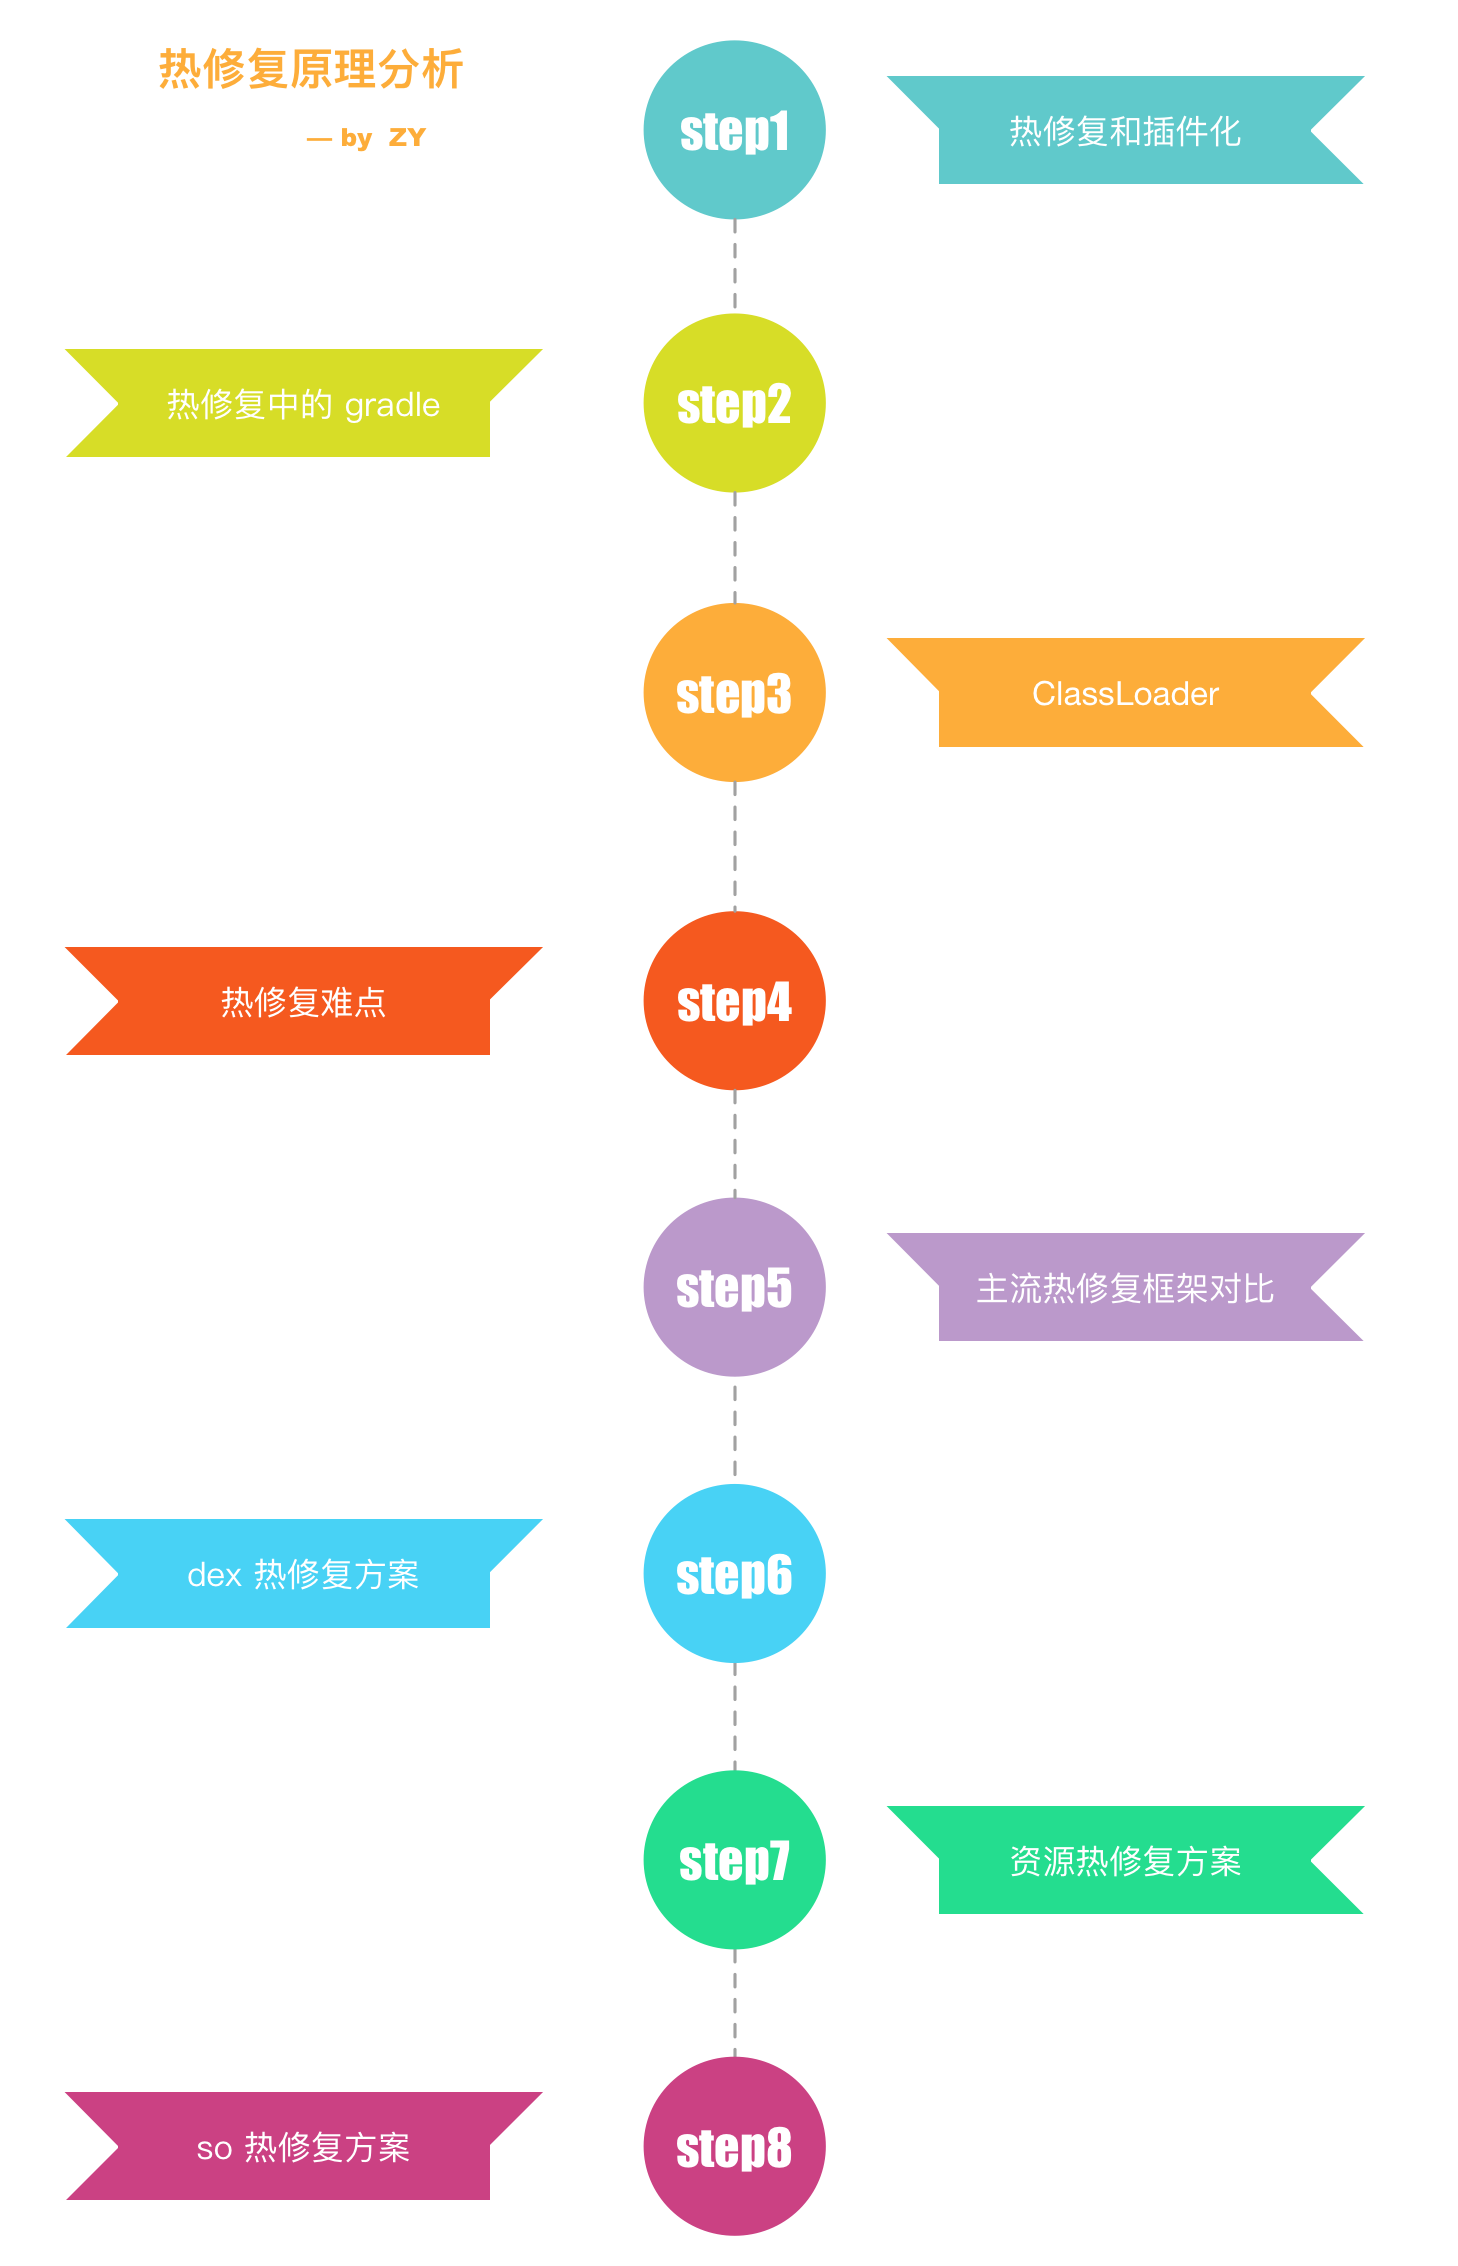 热修复原理分析
— by ZY
step1
热修复和插件化
step2
热修复中的 gradle
step3
ClassLoader
step4
热修复难点
step5
主流热修复框架对比
step6
dex 热修复方案
step7
资源热修复方案
step8
so 热修复方案